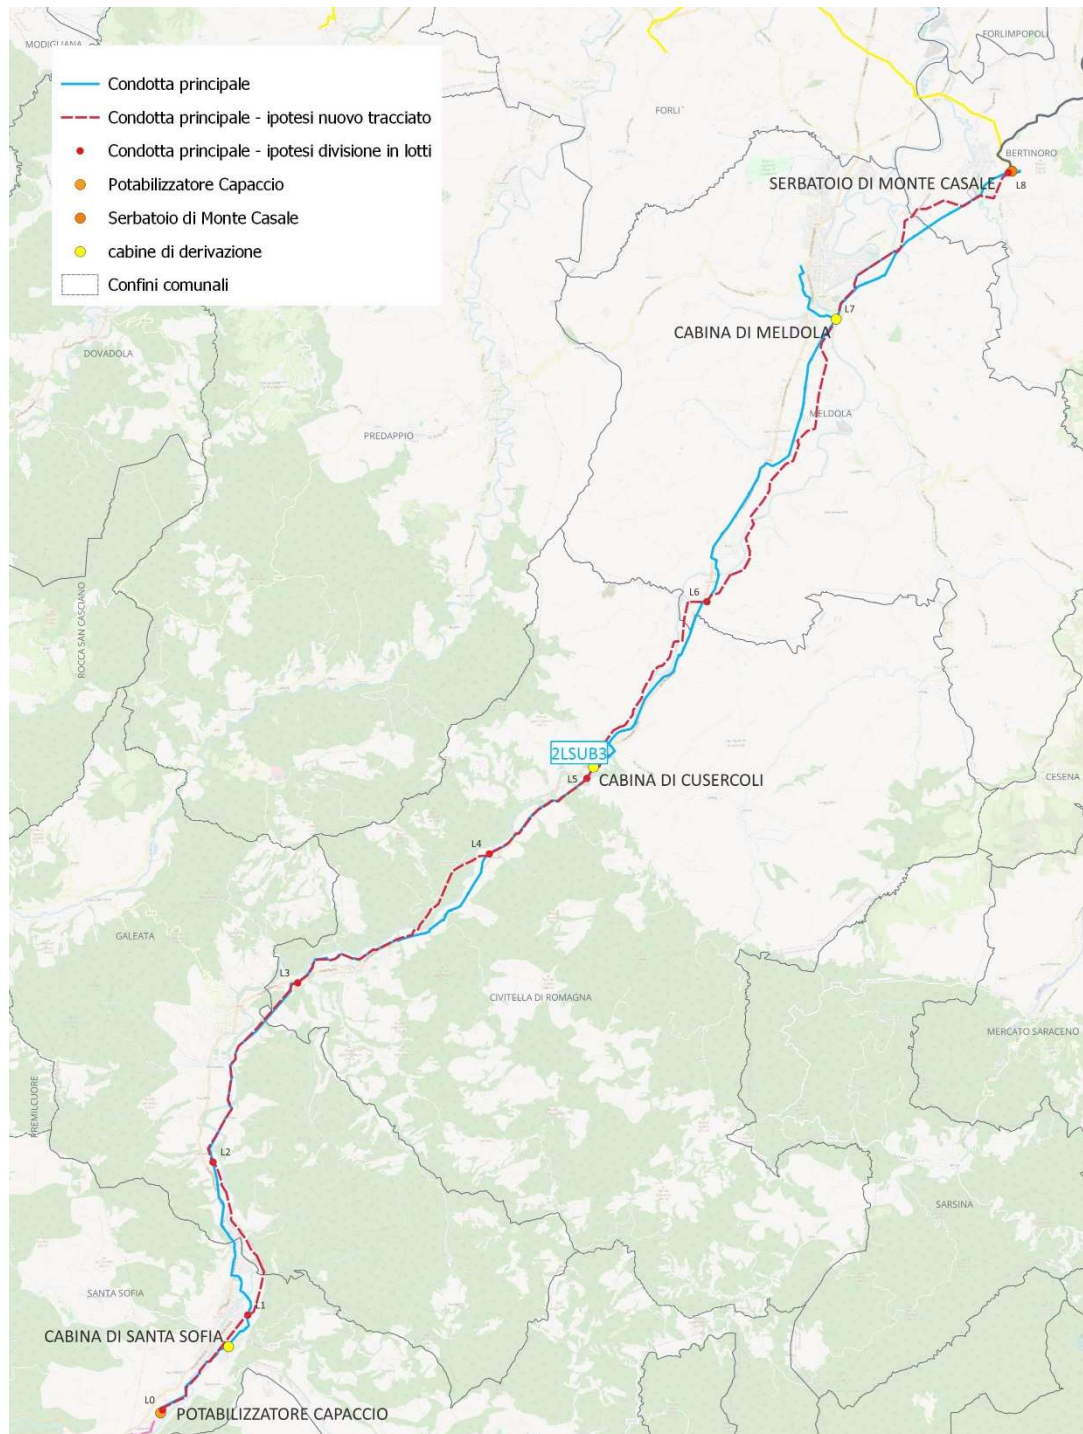 MODIGLIANA
FORLIMPOPOLI
Condotta principale
Condotta principale - ipotesi nuovo tracciato
Condotta principale - ipotesi divisione in lotti
Potabilizzatore Capaccio
Serbatoio di Monte Casale
cabine di derivazione
Confini comunali
FORLI'
BERTINORO
SERBATOIO DI MONTE CASALE
L8
L7
CABINA DI MELDOLA
DOVADOLA
MELDOLA
PREDAPPIO
ROCCA SAN CASCIANO
L6
2LSUB3
L5
CABINA DI CUSERCOLI
CESENA
L4
GALEATA
L3
CIVITELLA DI ROMAGNA
MERCATO SARACENO
PREMILCUORE
L2
SARSINA
SANTA SOFIA
L1
CABINA DI SANTA SOFIA
L0
POTABILIZZATORE CAPACCIO